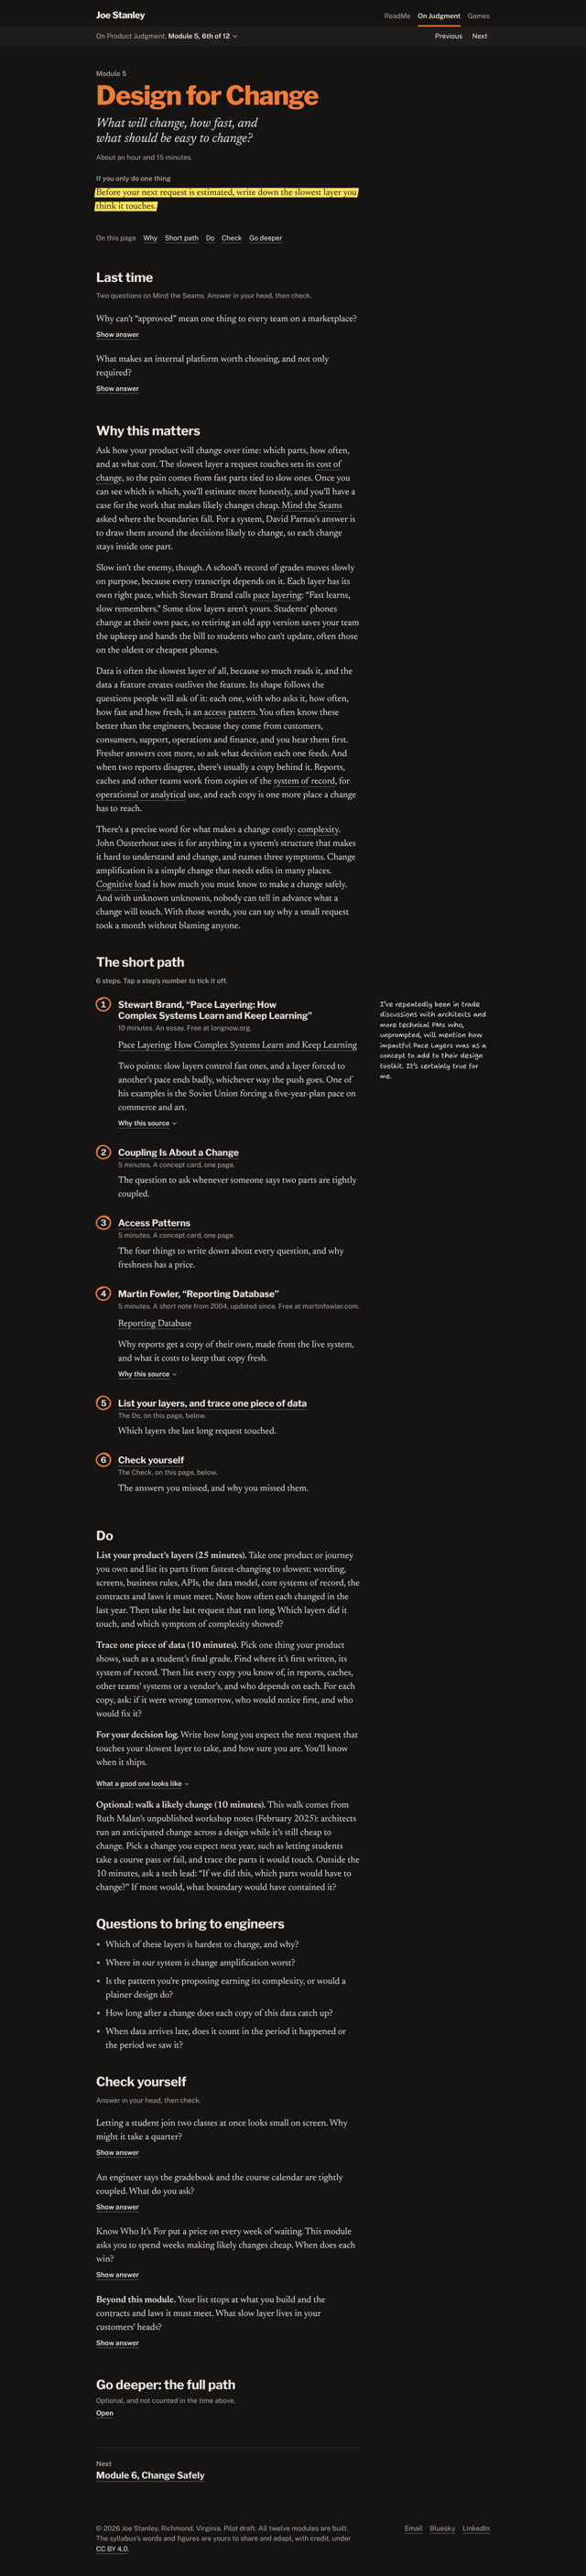 Joe Stanley
ReadMe On Judgment Games
On Product Judgment, Module 5, 6th of 12
Previous Next
Module 5
Design for Change
What will change, how fast, and
what should be easy to change?
About an hour and 15 minutes.
If you only do one thing
Before your next request is estimated, write down the slowest layer you
think it touches.
On this page Why Short path Do Check Go deeper
Last time
Two questions on Mind the Seams. Answer in your head, then check.
Why can't “approved” mean one thing to every team on a marketplace?
Show answer
What makes an internal platform worth choosing, and not only
required?
Show answer
Why this matters
Ask how your product will change over time: which parts, how often,
and at what cost. The slowest layer a request touches sets its cost of
change, so the pain comes from fast parts tied to slow ones. Once you
can see which is which, you'll estimate more honestly, and you'll have a
case for the work that makes likely changes cheap. Mind the Seams
asked where the boundaries fall. For a system, David Parnas's answer is
to draw them around the decisions likely to change, so each change
stays inside one part.
Slow isn't the enemy, though. A school's record of grades moves slowly
on purpose, because every transcript depends on it. Each layer has its
own right pace, which Stewart Brand calls pace layering: “Fast learns,
slow remembers.” Some slow layers aren't yours. Students' phones
change at their own pace, so retiring an old app version saves your team
the upkeep and hands the bill to students who can't update, often those
on the oldest or cheapest phones.
Data is often the slowest layer of all, because so much reads it, and the
data a feature creates outlives the feature. Its shape follows the
questions people will ask of it: each one, with who asks it, how often,
how fast and how fresh, is an access pattern. You often know these
better than the engineers, because they come from customers,
consumers, support, operations and finance, and you hear them first.
Fresher answers cost more, so ask what decision each one feeds. And
when two reports disagree, there's usually a copy behind it. Reports,
caches and other teams work from copies of the system of record, for
operational or analytical use, and each copy is one more place a change
has to reach.
There's a precise word for what makes a change costly: complexity.
John Ousterhout uses it for anything in a system's structure that makes
it hard to understand and change, and names three symptoms. Change
amplification is a simple change that needs edits in many places.
Cognitive load is how much you must know to make a change safely.
And with unknown unknowns, nobody can tell in advance what a
change will touch. With those words, you can say why a small request
took a month without blaming anyone.
The short path
6 steps. Tap a step's number to tick it off.
1 Stewart Brand, “Pace Layering: How
Complex Systems Learn and Keep Learning”
10 minutes. An essay. Free at longnow.org.
Pace Layering: How Complex Systems Learn and Keep Learning
Two points: slow layers control fast ones, and a layer forced to
another's pace ends badly, whichever way the push goes. One of
his examples is the Soviet Union forcing a five-year-plan pace on
commerce and art.
Why this source
I've repeatedly been in trade
discussions with architects and
more technical PMs who,
unprompted, will mention how
impactful Pace Layers was as a
concept to add to their design
toolkit. It's certainly true for
me.
2 Coupling Is About a Change
5 minutes. A concept card, one page.
The question to ask whenever someone says two parts are tightly
coupled.
3 Access Patterns
5 minutes. A concept card, one page.
The four things to write down about every question, and why
freshness has a price.
4 Martin Fowler, “Reporting Database”
5 minutes. A short note from 2004, updated since. Free at martinfowler.com.
Reporting Database
Why reports get a copy of their own, made from the live system,
and what it costs to keep that copy fresh.
Why this source
5 List your layers, and trace one piece of data
The Do, on this page, below.
Which layers the last long request touched.
6 Check yourself
The Check, on this page, below.
The answers you missed, and why you missed them.
Do
List your product's layers (25 minutes). Take one product or journey
you own and list its parts from fastest-changing to slowest: wording,
screens, business rules, APIs, the data model, core systems of record, the
contracts and laws it must meet. Note how often each changed in the
last year. Then take the last request that ran long. Which layers did it
touch, and which symptom of complexity showed?
Trace one piece of data (10 minutes). Pick one thing your product
shows, such as a student's final grade. Find where it's first written, its
system of record. Then list every copy you know of, in reports, caches,
other teams' systems or a vendor's, and who depends on each. For each
copy, ask: if it were wrong tomorrow, who would notice first, and who
would fix it?
For your decision log. Write how long you expect the next request that
touches your slowest layer to take, and how sure you are. You'll know
when it ships.
What a good one looks like
Optional: walk a likely change (10 minutes). This walk comes from
Ruth Malan's unpublished workshop notes (February 2025): architects
run an anticipated change across a design while it's still cheap to
change. Pick a change you expect next year, such as letting students
take a course pass or fail, and trace the parts it would touch. Outside the
10 minutes, ask a tech lead: “If we did this, which parts would have to
change?” If most would, what boundary would have contained it?
Questions to bring to engineers
• Which of these layers is hardest to change, and why?
• Where in our system is change amplification worst?
• Is the pattern you're proposing earning its complexity, or would a
plainer design do?
• How long after a change does each copy of this data catch up?
• When data arrives late, does it count in the period it happened or
the period we saw it?
Check yourself
Answer in your head, then check.
Letting a student join two classes at once looks small on screen. Why
might it take a quarter?
Show answer
An engineer says the gradebook and the course calendar are tightly
coupled. What do you ask?
Show answer
Know Who It's For put a price on every week of waiting. This module
asks you to spend weeks making likely changes cheap. When does each
win?
Show answer
Beyond this module. Your list stops at what you build and the
contracts and laws it must meet. What slow layer lives in your
customers' heads?
Show answer
Go deeper: the full path
Optional, and not counted in the time above.
Open
Next
Module 6, Change Safely
© 2026 Joe Stanley, Richmond, Virginia. Pilot draft. All twelve modules are built.
The syllabus's words and figures are yours to share and adapt, with credit, under
CC BY 4.0.
Email Bluesky LinkedIn